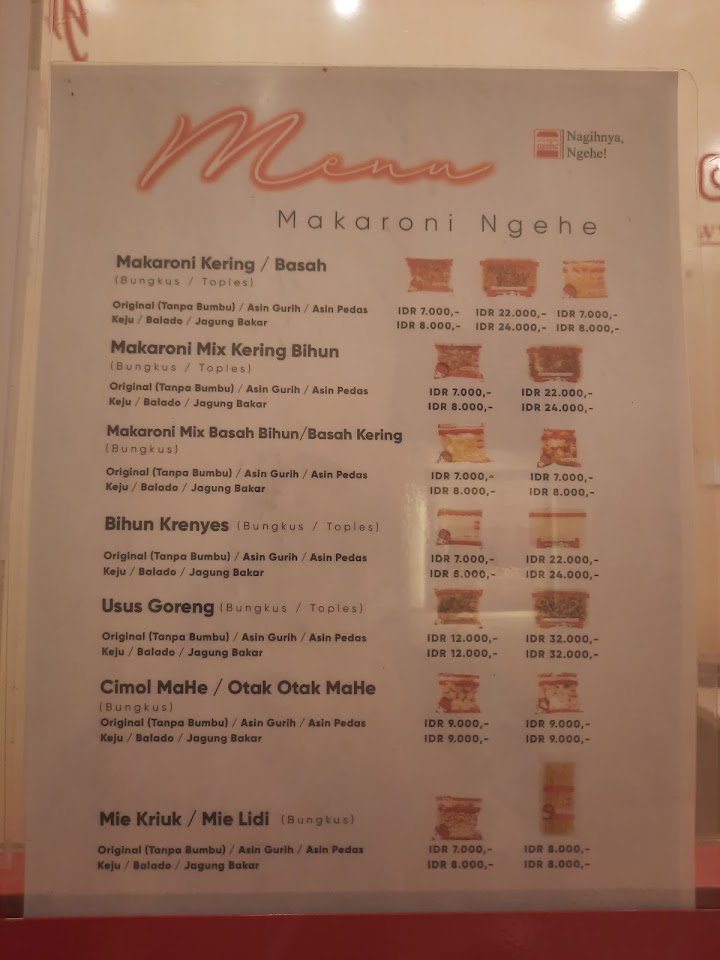 Menu
Nagihnya,
Ngehe!
Makaroni Ngehe
Makaroni Kering / Basah
(Bungkus / Toples)
Original (Tanpa Bumbu) / Asin Gurih / Asin Pedas IDR 7.000,- IDR 22.000,- IDR 7.000,-
Keju / Balado / Jagung Bakar IDR 8.000,- IDR 24.000,- IDR 8.000,-
Makaroni Mix Kering Bihun
(Bungkus / Toples)
Original (Tanpa Bumbu) / Asin Gurih / Asin Pedas IDR 7.000,- IDR 22.000,-
Keju / Balado / Jagung Bakar IDR 8.000,- IDR 24.000,-
Makaroni Mix Basah Bihun/Basah Kering
(Bungkus)
Original (Tanpa Bumbu) / Asin Gurih / Asin Pedas IDR 7.000,- IDR 7.000,-
Keju / Balado / Jagung Bakar IDR 8.000,- IDR 8.000,-
Bihun Krenyes (Bungkus / Toples)
Original (Tanpa Bumbu) / Asin Gurih / Asin Pedas IDR 7.000,- IDR 22.000,-
Keju / Balado / Jagung Bakar IDR 8.000,- IDR 24.000,-
Usus Goreng (Bungkus / Toples)
Original (Tanpa Bumbu) / Asin Gurih / Asin Pedas IDR 12.000,- IDR 32.000,-
Keju / Balado / Jagung Bakar IDR 12.000,- IDR 32.000,-
Cimol MaHe / Otak Otak MaHe
(Bungkus)
Original (Tanpa Bumbu) / Asin Gurih / Asin Pedas IDR 9.000,- IDR 9.000,-
Keju / Balado / Jagung Bakar IDR 9.000,- IDR 9.000,-
Mie Kriuk / Mie Lidi (Bungkus)
Original (Tanpa Bumbu) / Asin Gurih / Asin Pedas IDR 7.000,- IDR 8.000,-
Keju / Balado / Jagung Bakar IDR 8.000,- IDR 8.000,-